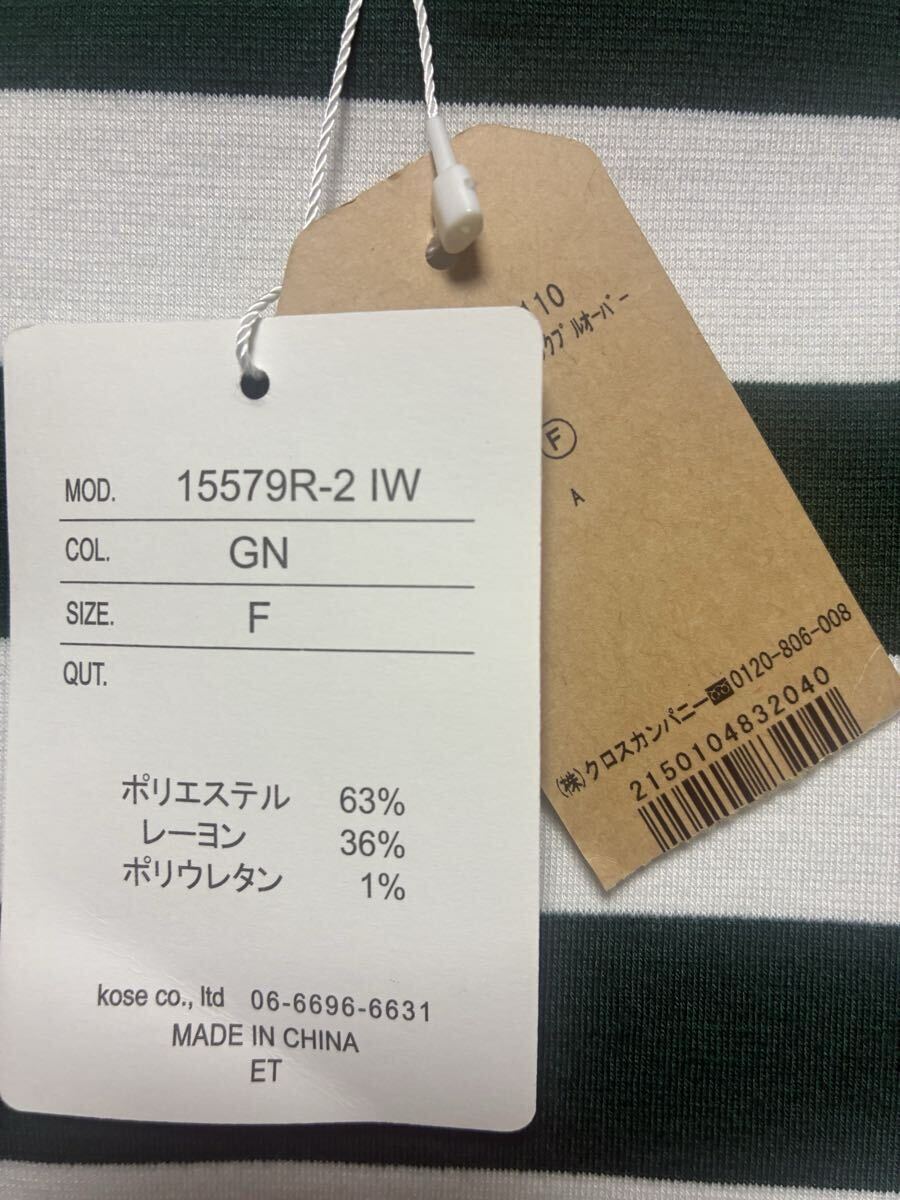 MOD. 15579R-2 IW
COL. GN
SIZE. F
QUT.
ポリエステル 63%
レーヨン 36%
ポリウレタン 1%
kose co., ltd 06-6696-6631
MADE IN CHINA
ET
110
クプルオーバー
F
A
(株)クロスカンパニー 0120-806-008
2150104832040